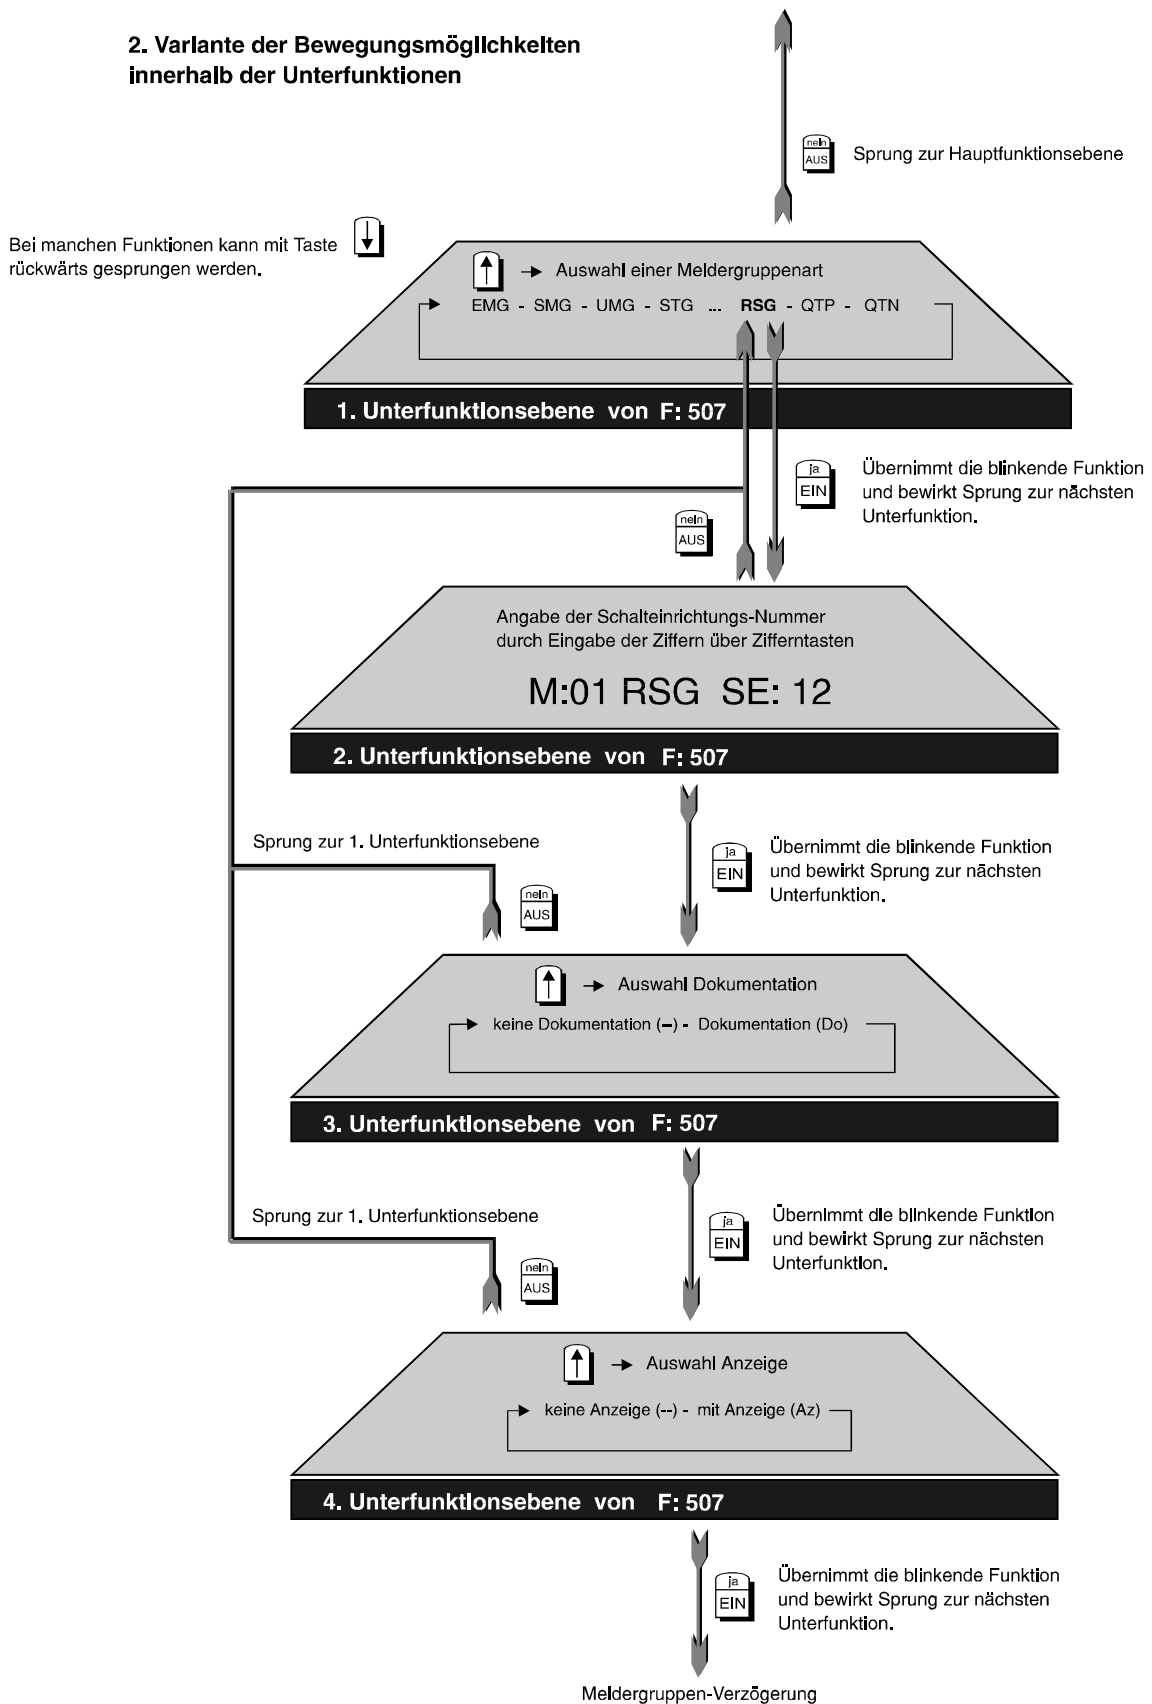 2. Variante der Bewegungsmöglichkeiten
innerhalb der Unterfunktionen
nein
AUS
Sprung zur Hauptfunktionsebene
Bei manchen Funktionen kann mit Taste
rückwärts gesprungen werden.
Auswahl einer Meldergruppenart
EMG - SMG - UMG - STG ... RSG - QTP - QTN
1. Unterfunktionsebene von F: 507
ja
EIN
Übernimmt die blinkende Funktion
und bewirkt Sprung zur nächsten
Unterfunktion.
nein
AUS
Angabe der Schalteinrichtungs-Nummer
durch Eingabe der Ziffern über Zifferntasten
M:01 RSG SE: 12
2. Unterfunktionsebene von F: 507
Sprung zur 1. Unterfunktionsebene
ja
EIN
Übernimmt die blinkende Funktion
und bewirkt Sprung zur nächsten
Unterfunktion.
nein
AUS
Auswahl Dokumentation
keine Dokumentation (–) - Dokumentation (Do)
3. Unterfunktionsebene von F: 507
Sprung zur 1. Unterfunktionsebene
ja
EIN
Übernimmt die blinkende Funktion
und bewirkt Sprung zur nächsten
Unterfunktion.
nein
AUS
Auswahl Anzeige
keine Anzeige (--) - mit Anzeige (Az)
4. Unterfunktionsebene von F: 507
ja
EIN
Übernimmt die blinkende Funktion
und bewirkt Sprung zur nächsten
Unterfunktion.
Meldergruppen-Verzögerung